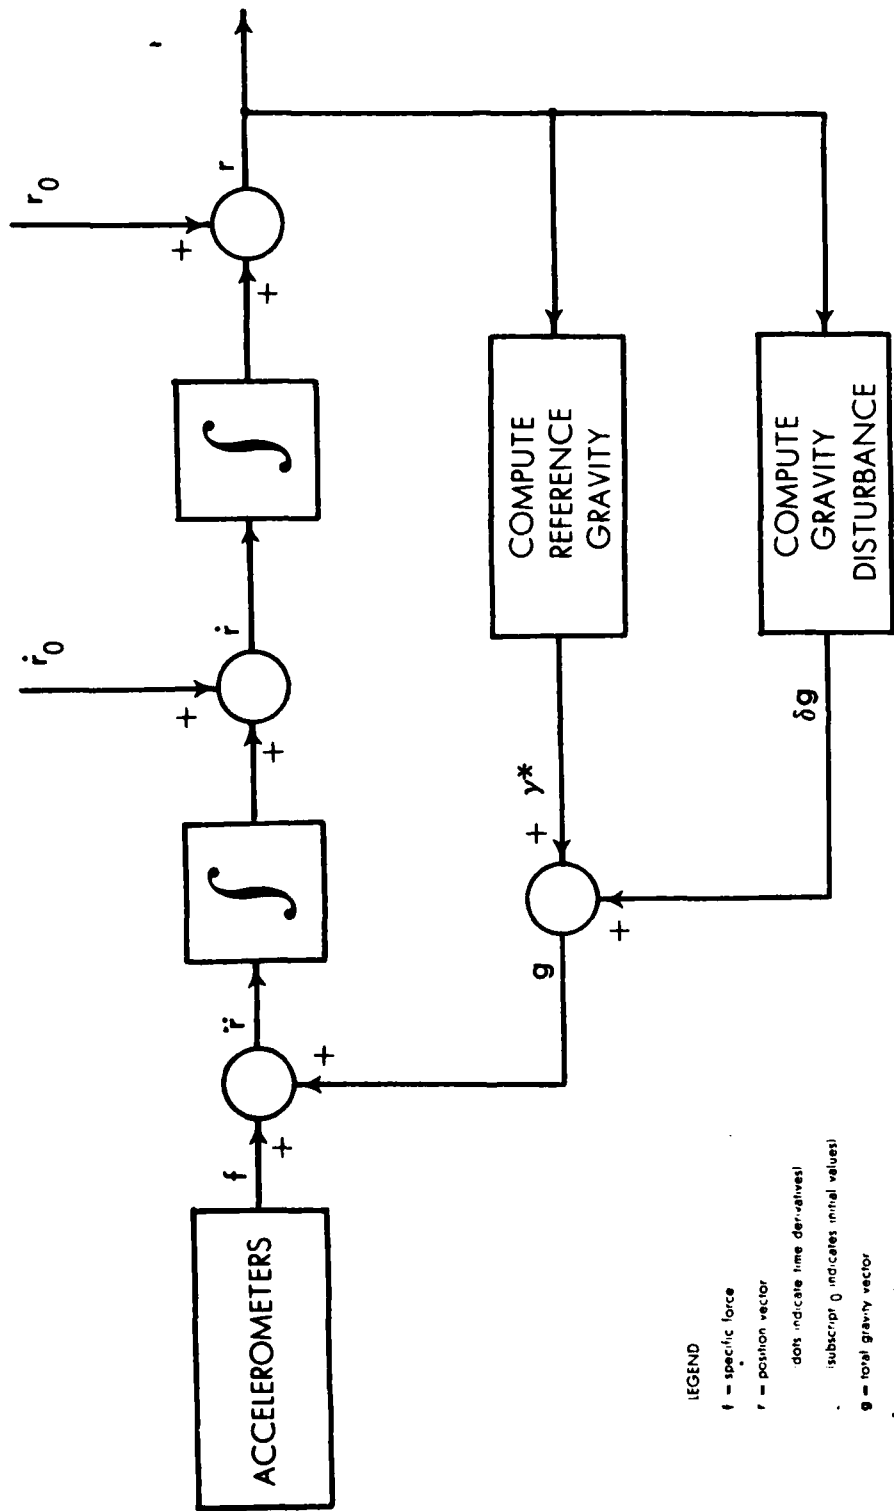 r₀
+
r
+
ṙ₀
+
ṙ
+
r̈
+
+
f
ACCELEROMETERS
COMPUTE
REFERENCE
GRAVITY
γ*
+
g
+
COMPUTE
GRAVITY
DISTURBANCE
δg
LEGEND
f = specific force
r = position vector
dots indicate time derivatives)
(subscript 0 indicates initial values)
g = total gravity vector